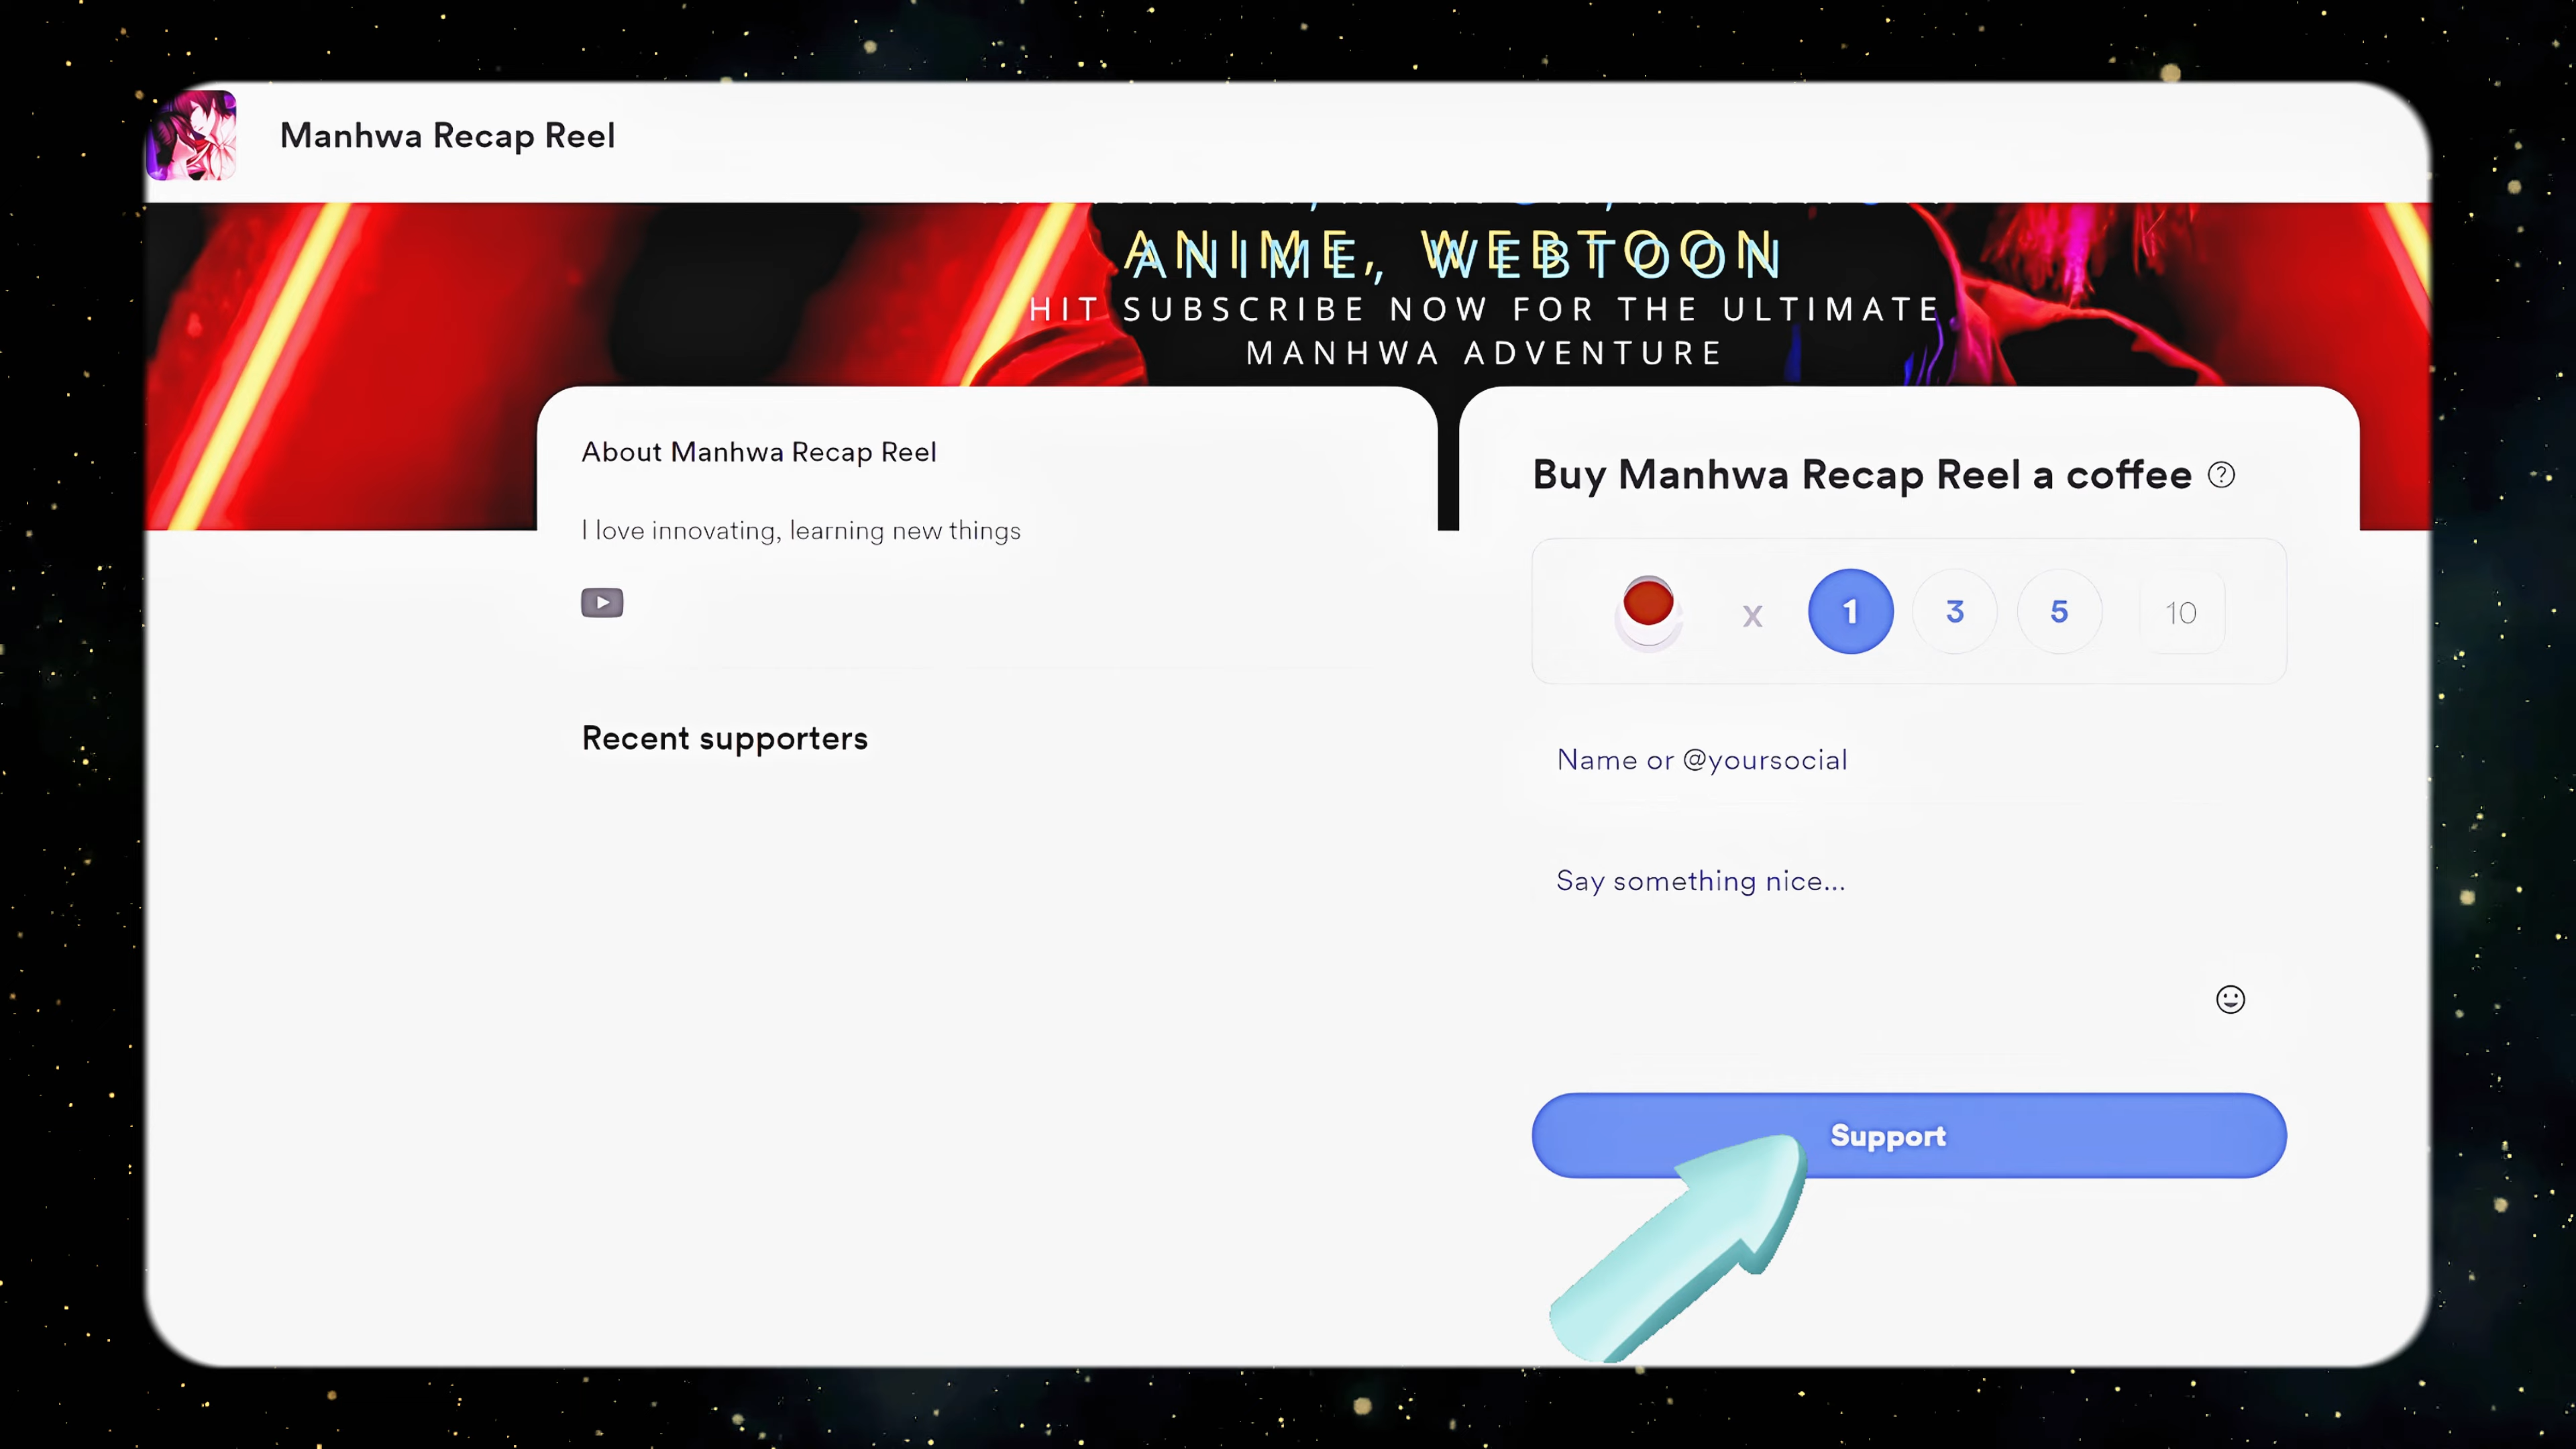 Manhwa Recap Reel
ANIME, WEBTOON
ANIME, WEBTOON
HIT SUBSCRIBE NOW FOR THE ULTIMATE
MANHWA ADVENTURE
About Manhwa Recap Reel
I love innovating, learning new things
Recent supporters
Buy Manhwa Recap Reel a coffee ?
x 1 3 5 10
Name or @yoursocial
Say something nice...
Support